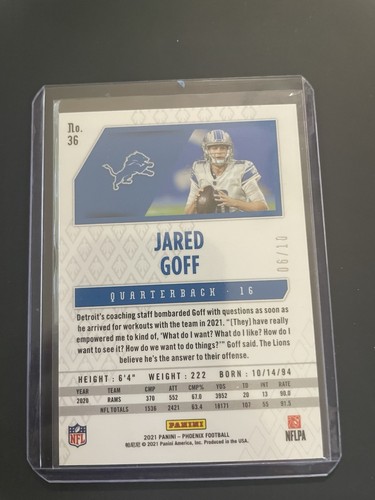 No.
36
JARED
GOFF
06/10
QUARTERBACK - 16
Detroit's coaching staff bombarded Goff with questions as soon as
he arrived for workouts with the team in 2021. "[They] have really
empowered me to kind of, 'What do I want? What do I like? How do I
want to see it? How do we want to do things?'" Goff said. The Lions
believe he's the answer to their offense.
HEIGHT : 6'4" WEIGHT : 222 BORN : 10/14/94
YEAR TEAM CMP ATT CMP% YDS TD INT RATE
2020 RAMS 370 552 67.0 3952 20 13 90.0
NFL TOTALS 1536 2421 63.4 18171 107 55 91.5
NFL
PANINI
2021 PANINI – PHOENIX FOOTBALL
© 2021 Panini America, Inc. Produced in the USA.
NFLPA